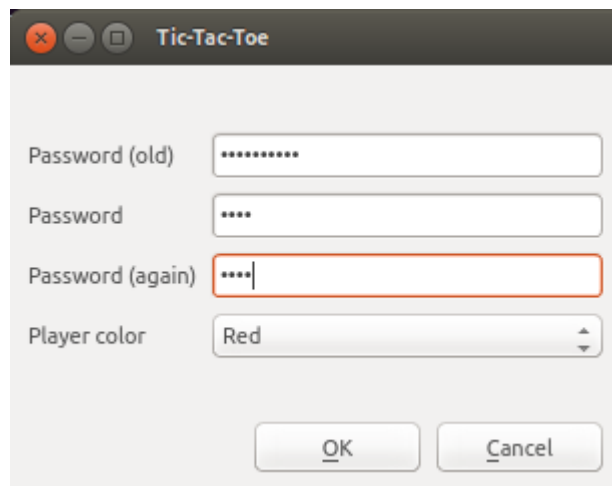 Tic-Tac-Toe
Password (old) ••••••••••
Password ••••
Password (again) ••••
Player color Red
OK Cancel